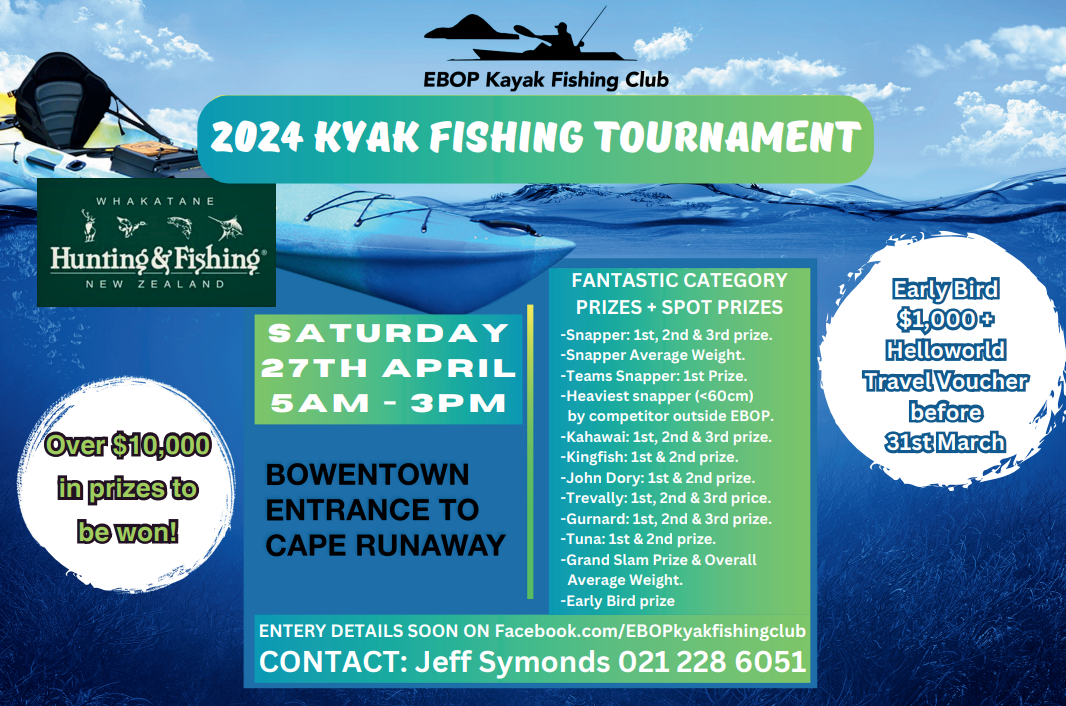 EBOP Kayak Fishing Club
2024 KYAK FISHING TOURNAMENT
WHAKATANE
Hunting & Fishing®
NEW ZEALAND
SATURDAY
27TH APRIL
5AM - 3PM
BOWENTOWN
ENTRANCE TO
CAPE RUNAWAY
Over $10,000
in prizes to
be won!
FANTASTIC CATEGORY
PRIZES + SPOT PRIZES
-Snapper: 1st, 2nd & 3rd prize.
-Snapper Average Weight.
-Teams Snapper: 1st Prize.
-Heaviest snapper (<60cm)
by competitor outside EBOP.
-Kahawai: 1st, 2nd & 3rd prize.
-Kingfish: 1st & 2nd prize.
-John Dory: 1st & 2nd prize.
-Trevally: 1st, 2nd & 3rd price.
-Gurnard: 1st, 2nd & 3rd prize.
-Tuna: 1st & 2nd prize.
-Grand Slam Prize & Overall
Average Weight.
-Early Bird prize
Early Bird
$1,000 +
Helloworld
Travel Voucher
before
31st March
ENTERY DETAILS SOON ON Facebook.com/EBOPkyakfishingclub
CONTACT: Jeff Symonds 021 228 6051